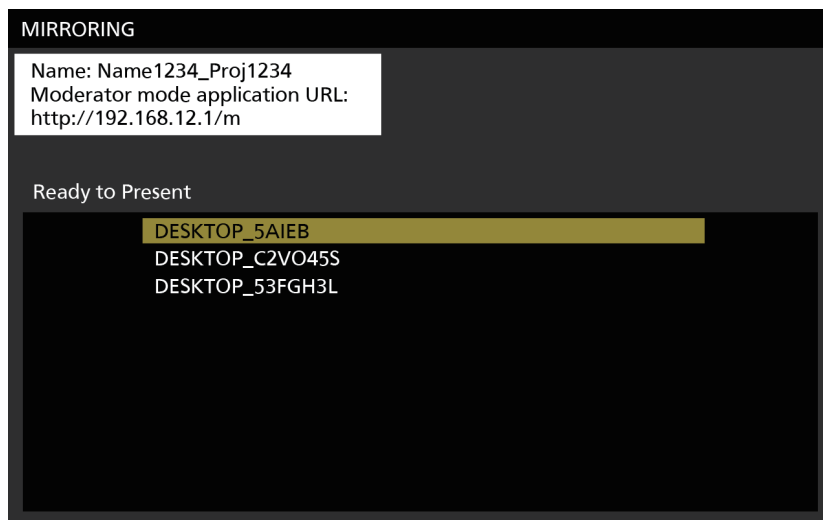 MIRRORING
Name: Name1234_Proj1234
Moderator mode application URL:
http://192.168.12.1/m
Ready to Present
DESKTOP_5AIEB
DESKTOP_C2VO45S
DESKTOP_53FGH3L